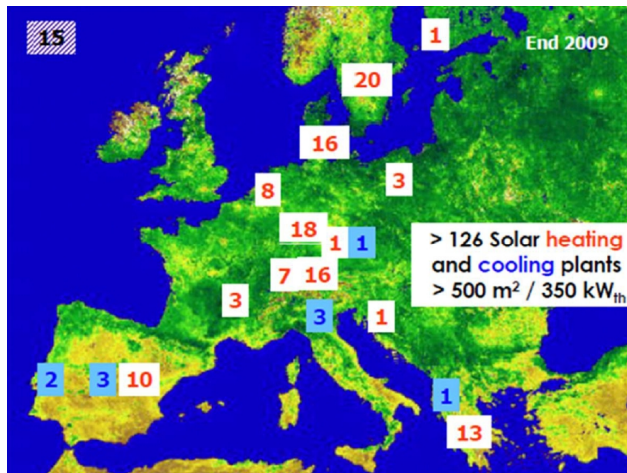 15
1
End 2009
20
16
3
8
18
1 1
7 16
> 126 Solar heating
and cooling plants
> 500 m² / 350 kWth
3
3
1
2 3 10
1
13